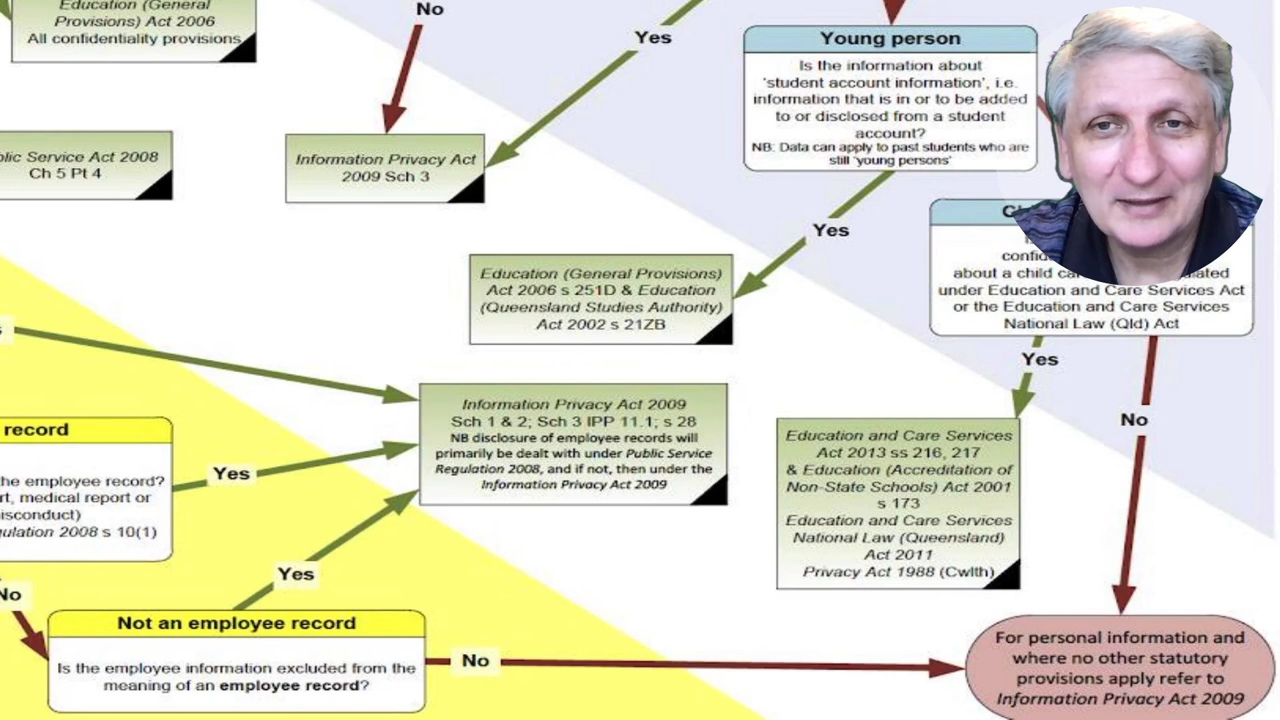 Education (General
Provisions) Act 2006
All confidentiality provisions
No
Yes
Young person
Is the information about
‘student account information’, i.e.
information that is in or to be added
to or disclosed from a student
account?
NB: Data can apply to past students who are
still ‘young persons’
Public Service Act 2008
Ch 5 Pt 4
Information Privacy Act
2009 Sch 3
Yes
confide
about a child
under Education and Care Services Act
or the Education and Care Services
National Law (Qld) Act
Education (General Provisions)
Act 2006 s 251D & Education
(Queensland Studies Authority)
Act 2002 s 21ZB
Yes
No
Information Privacy Act 2009
Sch 1 & 2; Sch 3 IPP 11.1; s 28
NB disclosure of employee records will
primarily be dealt with under Public Service
Regulation 2008, and if not, then under the
Information Privacy Act 2009
Education and Care Services
Act 2013 ss 216, 217
& Education (Accreditation of
Non-State Schools) Act 2001
s 173
Education and Care Services
National Law (Queensland)
Act 2011
Privacy Act 1988 (Cwlth)
record
the employee record?
rt, medical report or
isconduct)
gulation 2008 s 10(1)
Yes
Yes
No
Not an employee record
Is the employee information excluded from the
meaning of an employee record?
No
For personal information and
where no other statutory
provisions apply refer to
Information Privacy Act 2009